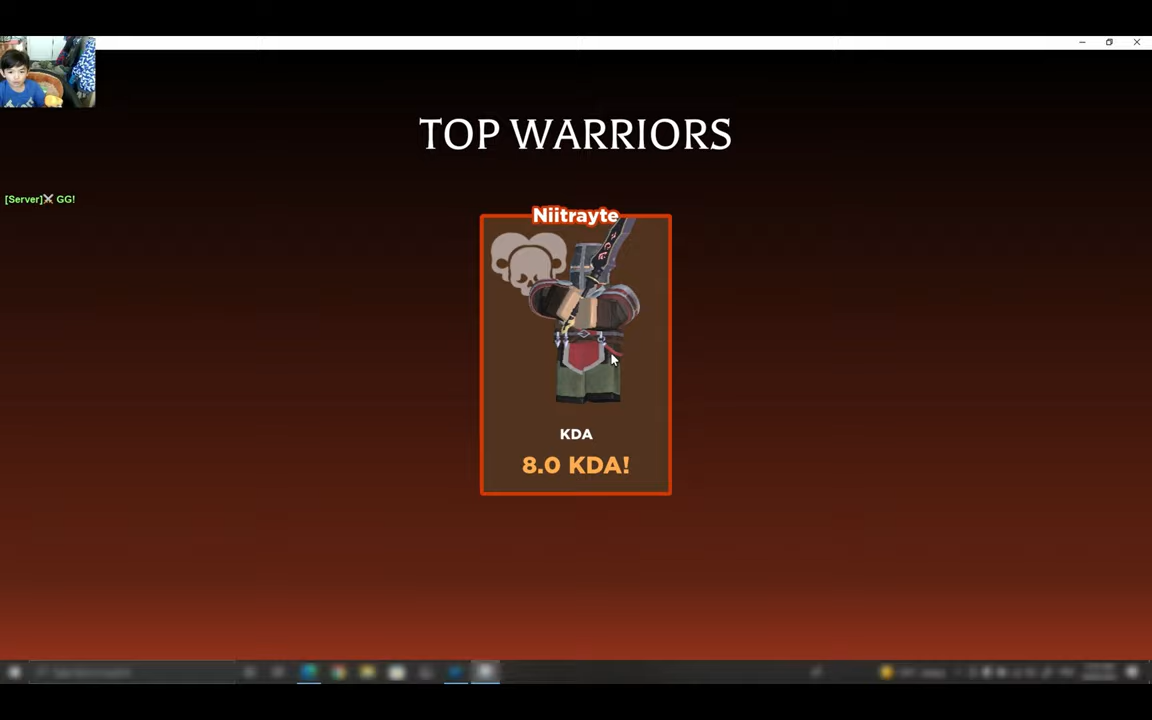 TOP WARRIORS
[Server]⚔ GG!
Niitrayte
KDA
8.0 KDA!